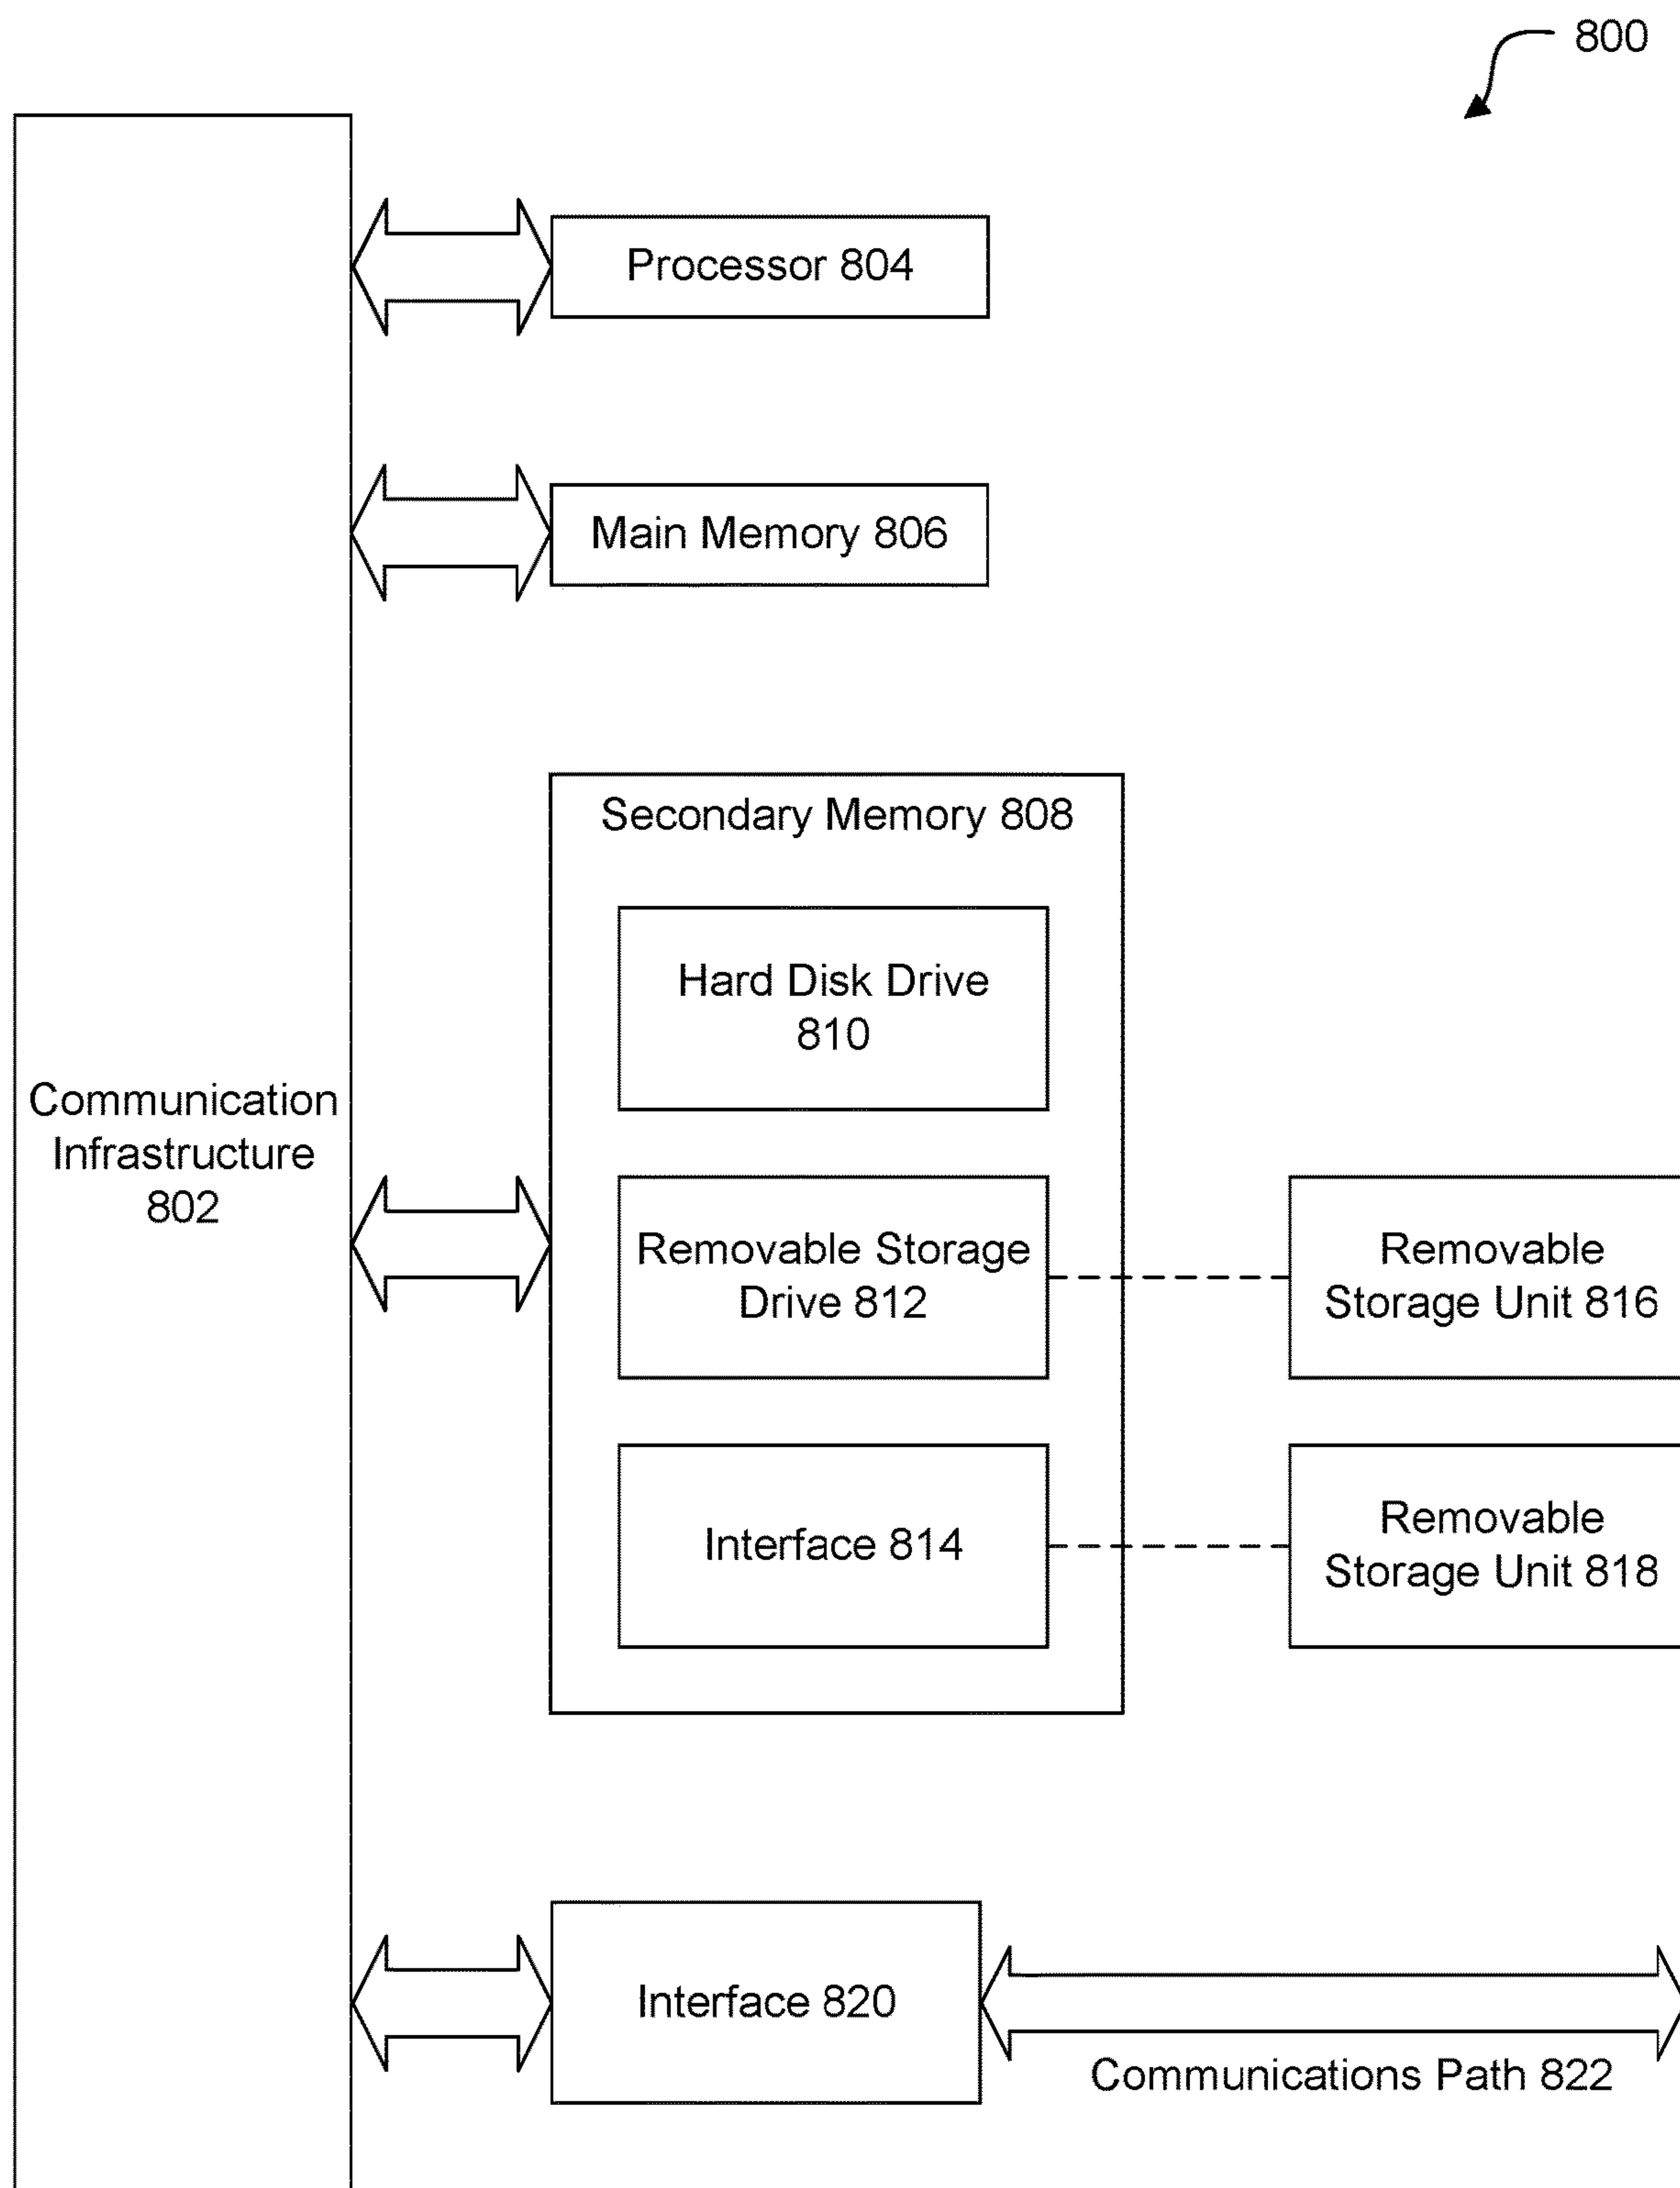 800
Processor 804
Main Memory 806
Secondary Memory 808
Hard Disk Drive
810
Communication
Infrastructure
802
Removable Storage
Drive 812
Removable
Storage Unit 816
Interface 814
Removable
Storage Unit 818
Interface 820
Communications Path 822